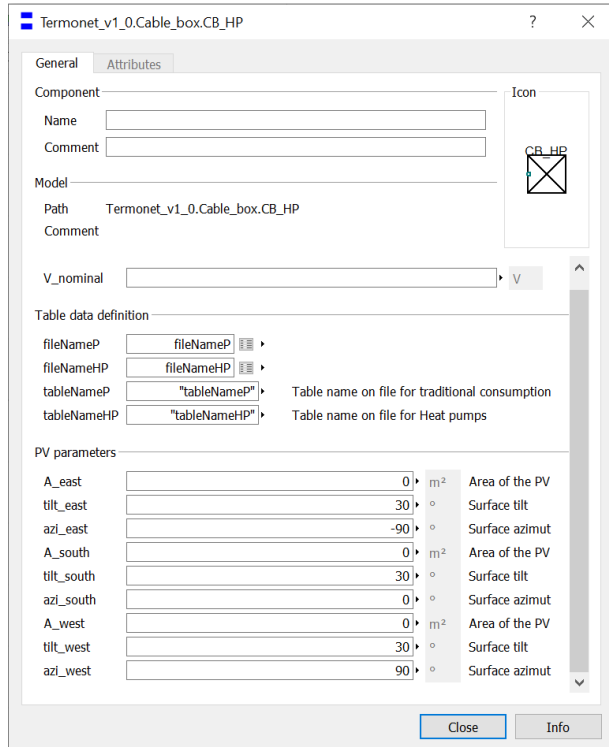 Termonet_v1_0.Cable_box.CB_HP ?
General Attributes
Component
Icon
Name
Comment
CB_HP
Model
Path Termonet_v1_0.Cable_box.CB_HP
Comment
V_nominal V
Table data definition
fileNameP fileNameP
fileNameHP fileNameHP
tableNameP "tableNameP" Table name on file for traditional consumption
tableNameHP "tableNameHP" Table name on file for Heat pumps
PV parameters
A_east 0 m² Area of the PV
tilt_east 30 ° Surface tilt
azi_east -90 ° Surface azimut
A_south 0 m² Area of the PV
tilt_south 30 ° Surface tilt
azi_south 0 ° Surface azimut
A_west 0 m² Area of the PV
tilt_west 30 ° Surface tilt
azi_west 90 ° Surface azimut
Close Info